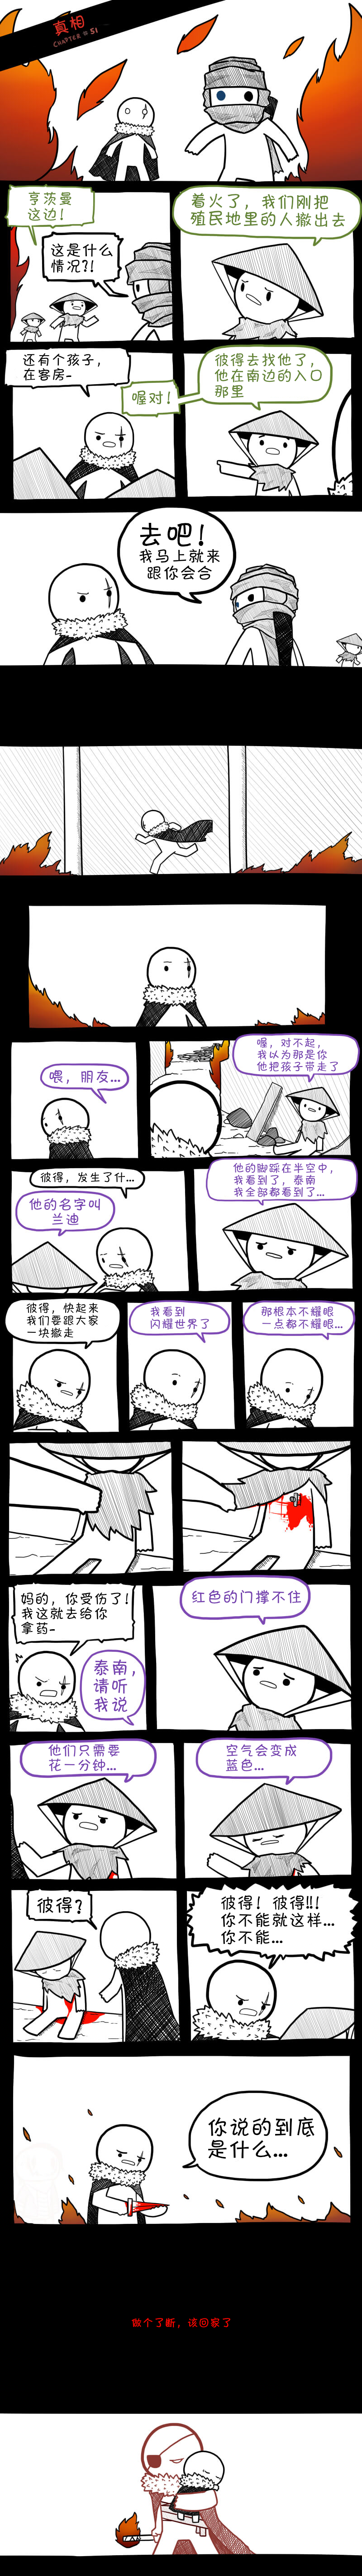 真相
CHAPTER = 51
亨茨曼
这边!
这是什么
情况?!
着火了，我们刚把
殖民地里的人撤出去
还有个孩子，
在客房-
喔对!
彼得去找他了，
他在南边的入口
那里
去吧!
我马上就来
跟你会合
喂，朋友...
喔，对不起，
我以为那是你
他把孩子带走了
彼得，发生了什...
他的名字叫
兰迪
他的脚踩在半空中，
我看到了，泰南
我全部都看到了...
彼得，快起来
我们要跟大家
一块撤走
我看到
闪耀世界了
那根本不耀眼
一点都不耀眼...
妈的，你受伤了!
我这就去给你
拿药-
泰南，
请听
我说
红色的门撑不住
他们只需要
花一分钟...
空气会变成
蓝色...
彼得?
彼得! 彼得!!!
你不能就这样...
你不能...
你说的到底
是什么...
做个了断，该回家了